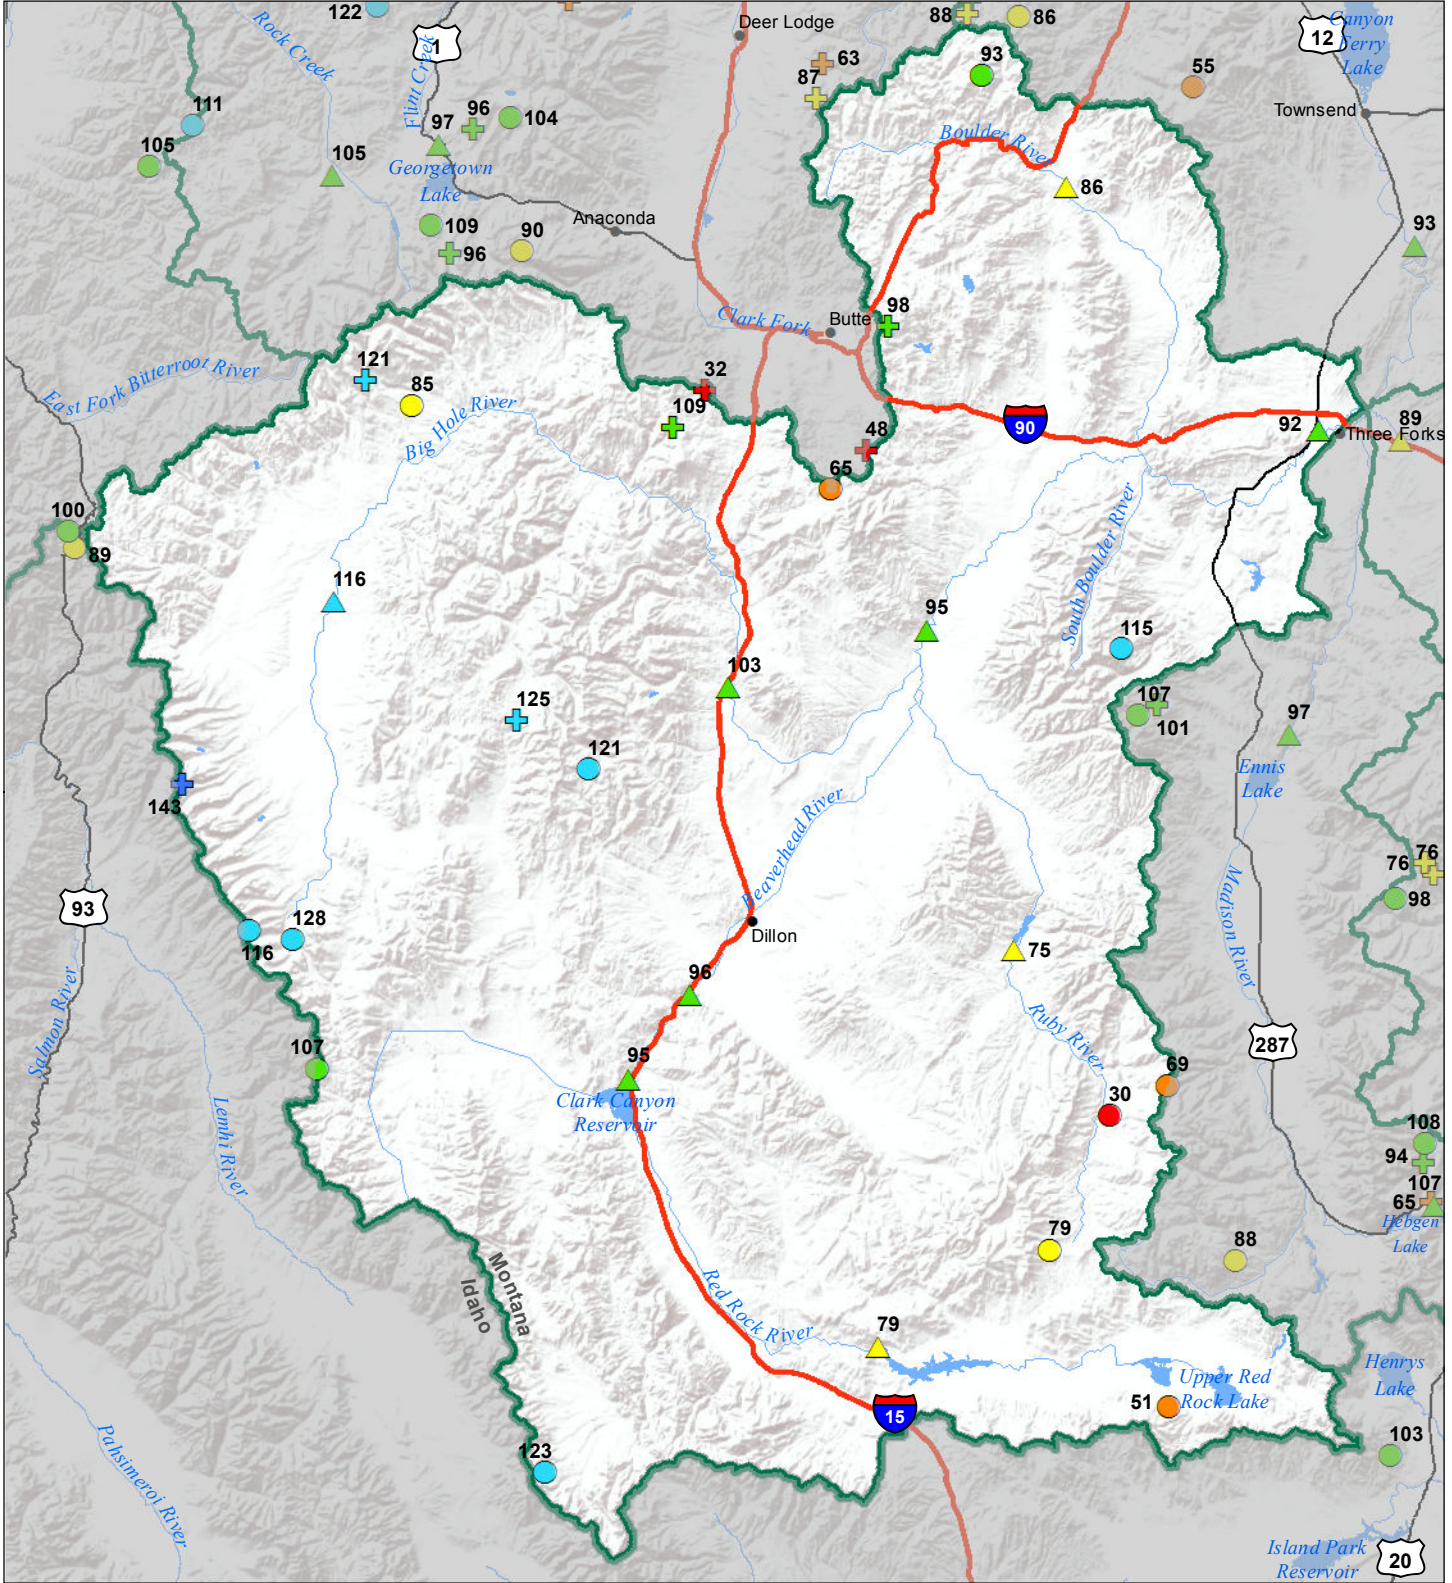 122
Rock Creek
1
Flint Creek
Deer Lodge
88
86
12
Canyon
Ferry
Lake
63
87
93
55
Townsend
111
105
105
97
96
104
Georgetown
Lake
Boulder River
86
109
96
90
Anaconda
93
Clark Fork
Butte
98
East Fork Bitterroot River
121
85
Big Hole River
32
109
48
65
90
92
Three Forks
89
100
89
116
South Boulder River
95
115
103
107
101
97
125
121
Ennis
Lake
143
Beaverhead River
76
76
98
93
Madison River
116
128
Dillon
75
96
Salmon River
Ruby River
287
107
95
69
30
Clark Canyon
Reservoir
Lemhi River
108
94
107
65
Hebgen
Lake
79
88
Montana
Idaho
Red Rock River
79
Upper Red
Rock Lake
51
Henrys
Lake
15
103
123
Pahsimeroi River
Island Park
Reservoir
20